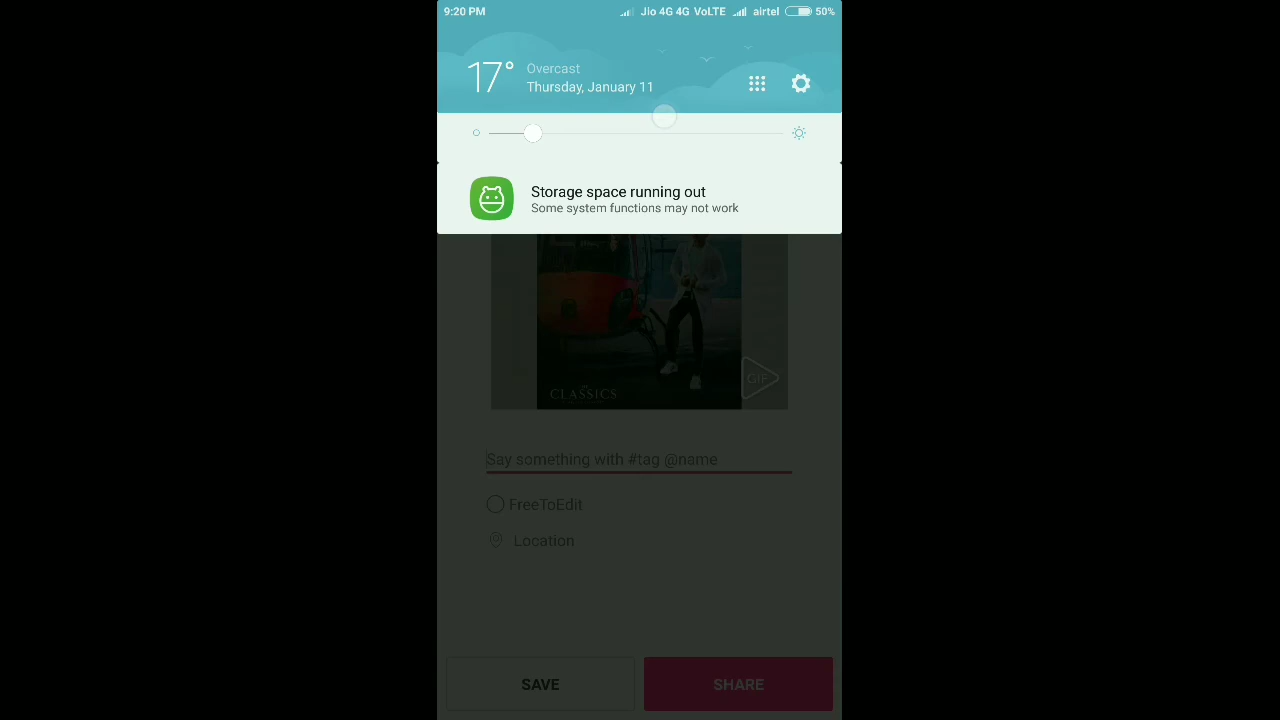 9:20 PM Jio 4G 4G VoLTE airtel 50%
17° Overcast
Thursday, January 11
Storage space running out
Some system functions may not work
CLASSICS
GIF
Say something with #tag @name
FreeToEdit
Location
SAVE SHARE